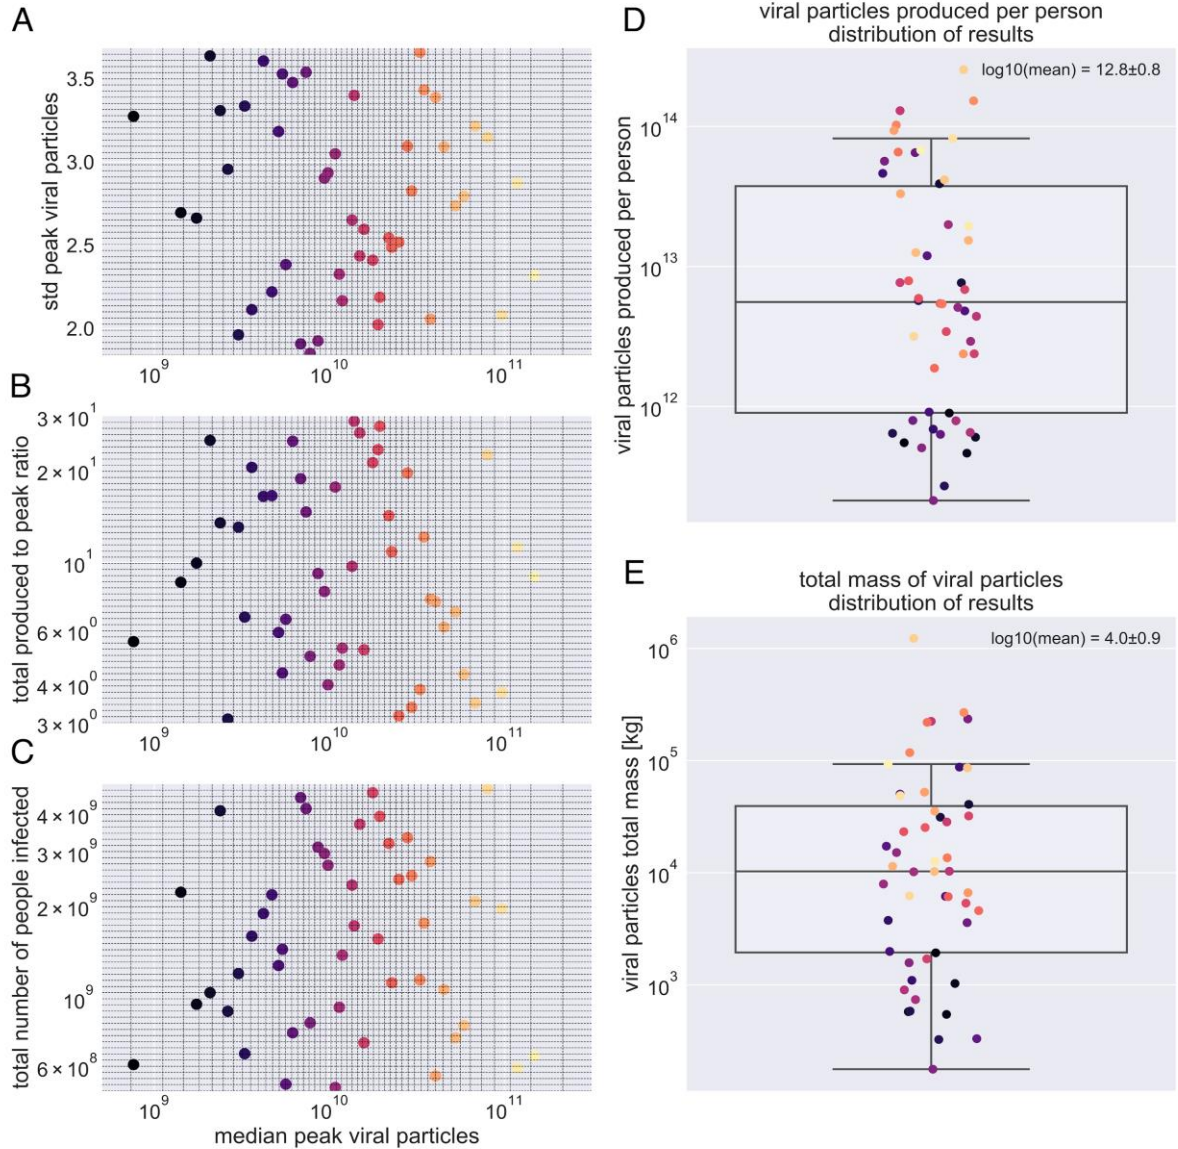 A
3.5
3.0
2.5
2.0
std peak viral particles
10^9
10^10
10^11
B
3 × 10^1
2 × 10^1
10^1
6 × 10^0
4 × 10^0
3 × 10^0
total produced to peak ratio
10^9
10^10
10^11
C
4 × 10^9
3 × 10^9
2 × 10^9
10^9
6 × 10^8
total number of people infected
10^9
10^10
10^11
median peak viral particles
D
viral particles produced per person
distribution of results
log10(mean) = 12.8±0.8
10^14
10^13
10^12
viral particles produced per person
E
total mass of viral particles
distribution of results
log10(mean) = 4.0±0.9
10^6
10^5
10^4
10^3
viral particles total mass [kg]